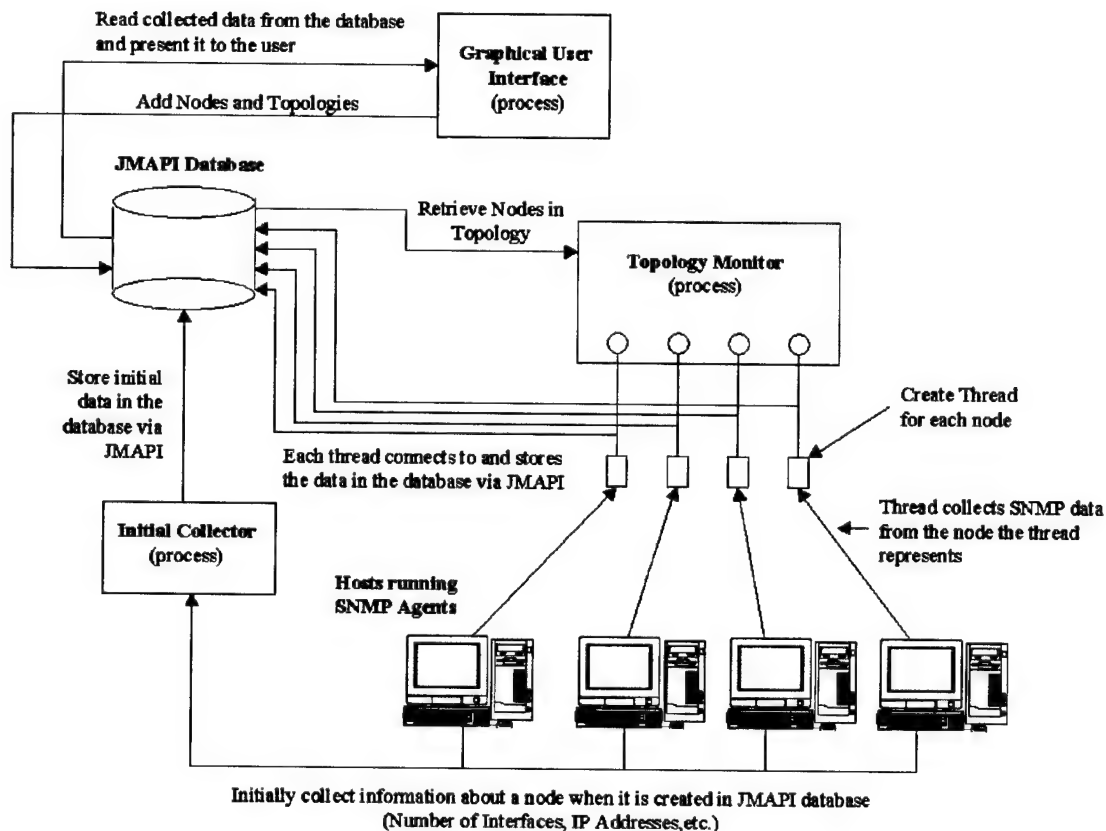 Read collected data from the database
and present it to the user
Graphical User
Interface
(process)
Add Nodes and Topologies
JMAPI Database
Retrieve Nodes in
Topology
Topology Monitor
(process)
Store initial
data in the
database via
JMAPI
Create Thread
for each node
Each thread connects to and stores
the data in the database via JMAPI
Initial Collector
(process)
Thread collects SNMP data
from the node the thread
represents
Hosts running
SNMP Agents
Initially collect information about a node when it is created in JMAPI database
(Number of Interfaces, IP Addresses,etc.)